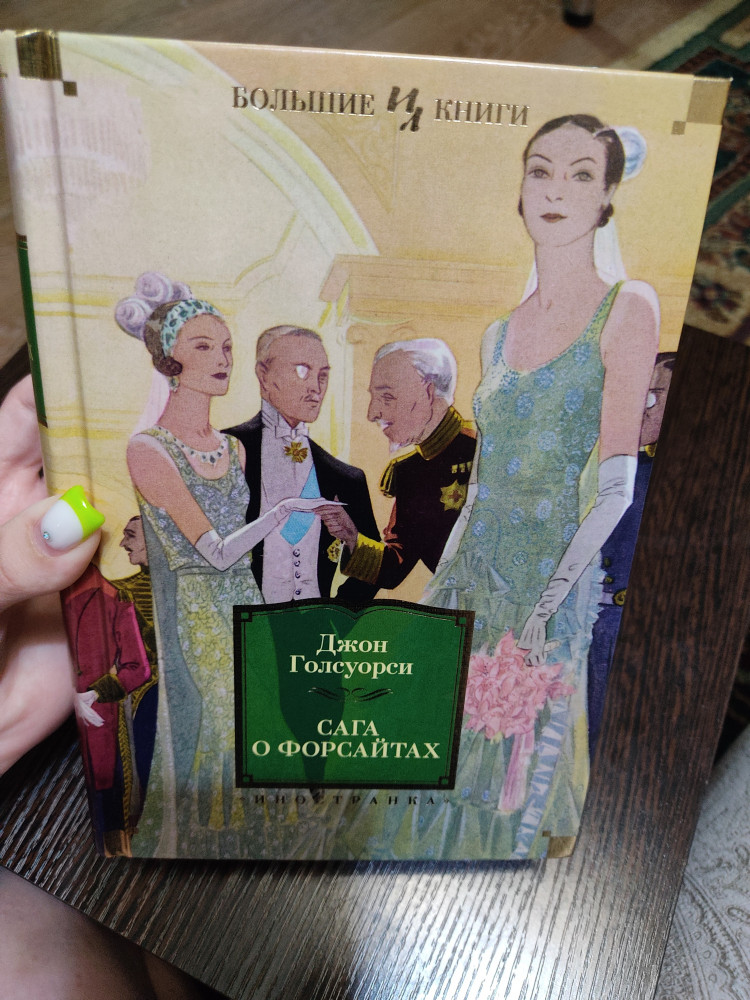 БОЛЬШИЕ ИЛ КНИГИ
Джон
Голсуорси
САГА
О ФОРСАЙТАХ
«ИНОСТРАНКА»